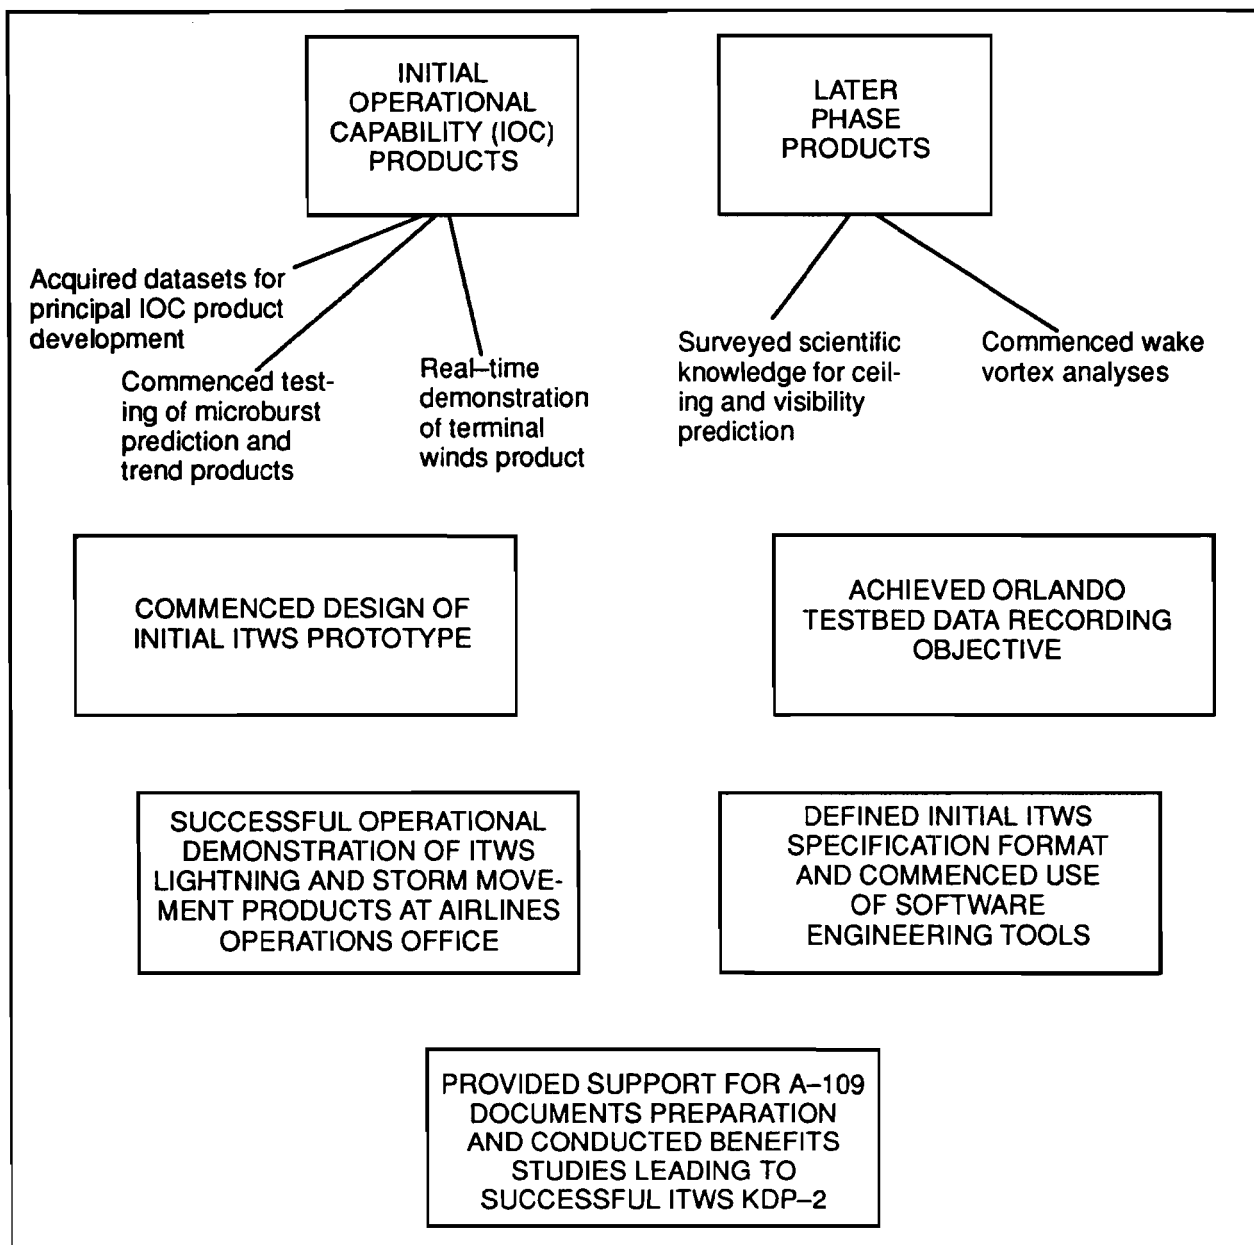 INITIAL
OPERATIONAL
CAPABILITY (IOC)
PRODUCTS
LATER
PHASE
PRODUCTS
Acquired datasets for
principal IOC product
development
Commenced test-
ing of microburst
prediction and
trend products
Real–time
demonstration
of terminal
winds product
Surveyed scientific
knowledge for ceil-
ing and visibility
prediction
Commenced wake
vortex analyses
COMMENCED DESIGN OF
INITIAL ITWS PROTOTYPE
ACHIEVED ORLANDO
TESTBED DATA RECORDING
OBJECTIVE
SUCCESSFUL OPERATIONAL
DEMONSTRATION OF ITWS
LIGHTNING AND STORM MOVE-
MENT PRODUCTS AT AIRLINES
OPERATIONS OFFICE
DEFINED INITIAL ITWS
SPECIFICATION FORMAT
AND COMMENCED USE
OF SOFTWARE
ENGINEERING TOOLS
PROVIDED SUPPORT FOR A–109
DOCUMENTS PREPARATION
AND CONDUCTED BENEFITS
STUDIES LEADING TO
SUCCESSFUL ITWS KDP–2